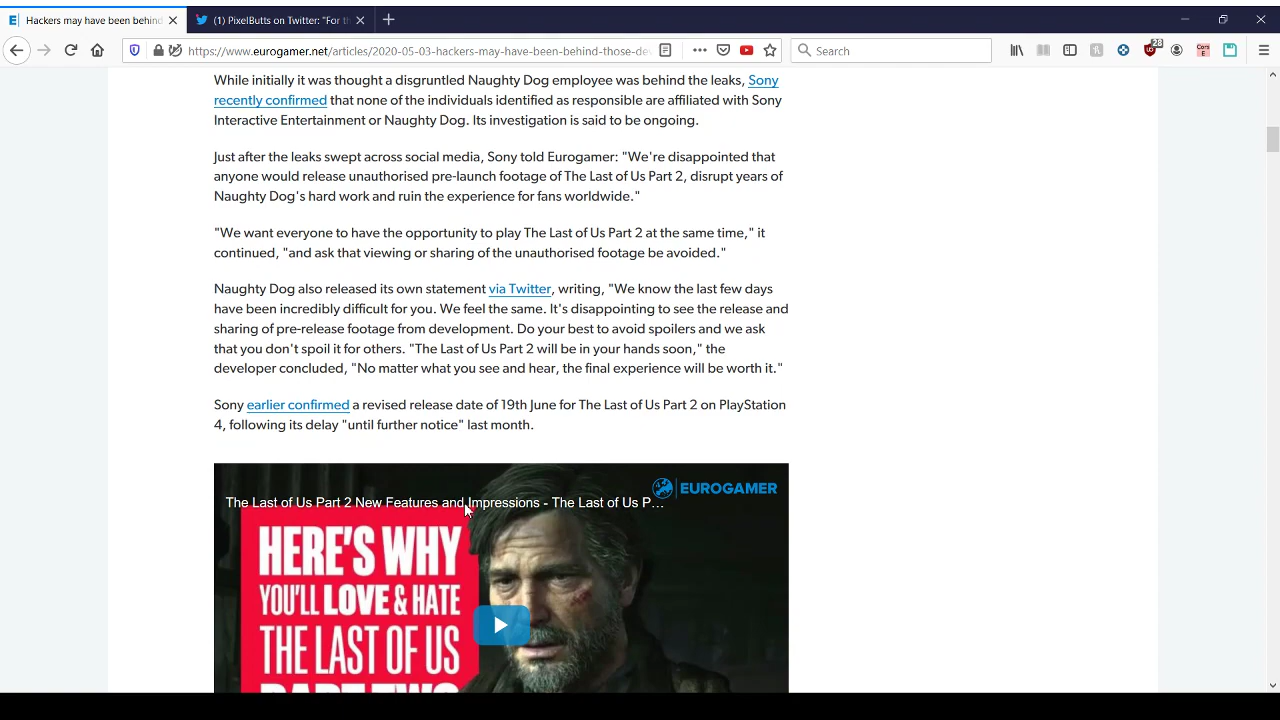 Hackers may have been behind
(1) PixelButts on Twitter: "For th
https://www.eurogamer.net/articles/2020-05-03-hackers-may-have-been-behind-those-de
Search
28
While initially it was thought a disgruntled Naughty Dog employee was behind the leaks, Sony
recently confirmed that none of the individuals identified as responsible are affiliated with Sony
Interactive Entertainment or Naughty Dog. Its investigation is said to be ongoing.
Just after the leaks swept across social media, Sony told Eurogamer: "We're disappointed that
anyone would release unauthorised pre-launch footage of The Last of Us Part 2, disrupt years of
Naughty Dog's hard work and ruin the experience for fans worldwide."
"We want everyone to have the opportunity to play The Last of Us Part 2 at the same time," it
continued, "and ask that viewing or sharing of the unauthorised footage be avoided."
Naughty Dog also released its own statement via Twitter, writing, "We know the last few days
have been incredibly difficult for you. We feel the same. It's disappointing to see the release and
sharing of pre-release footage from development. Do your best to avoid spoilers and we ask
that you don't spoil it for others. "The Last of Us Part 2 will be in your hands soon," the
developer concluded, "No matter what you see and hear, the final experience will be worth it."
Sony earlier confirmed a revised release date of 19th June for The Last of Us Part 2 on PlayStation
4, following its delay "until further notice" last month.
EUROGAMER
The Last of Us Part 2 New Features and Impressions - The Last of Us P...
HERE'S WHY
YOU'LL LOVE & HATE
THE LAST OF US
PART TWO